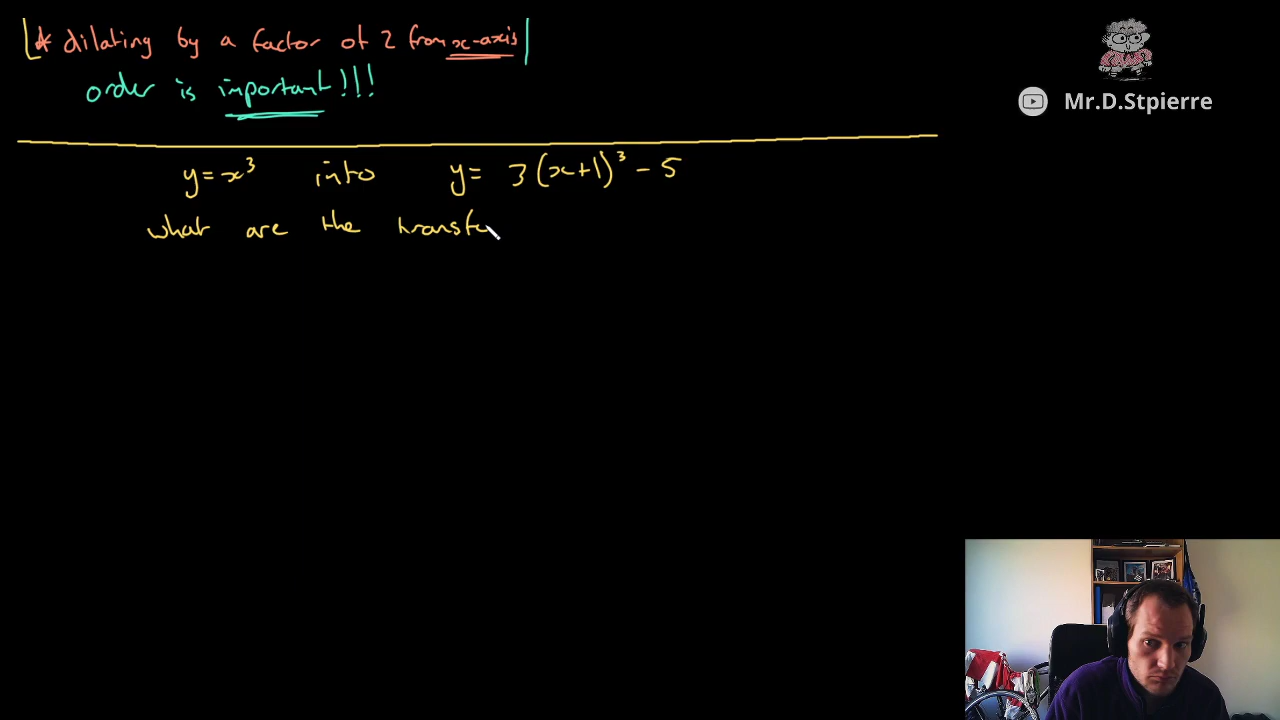 * dilating by a factor of 2 from x-axis
order is important!!!
Mr.D.Stpierre
y=x³ into y= 3(x+1)³ - 5
what are the transfe